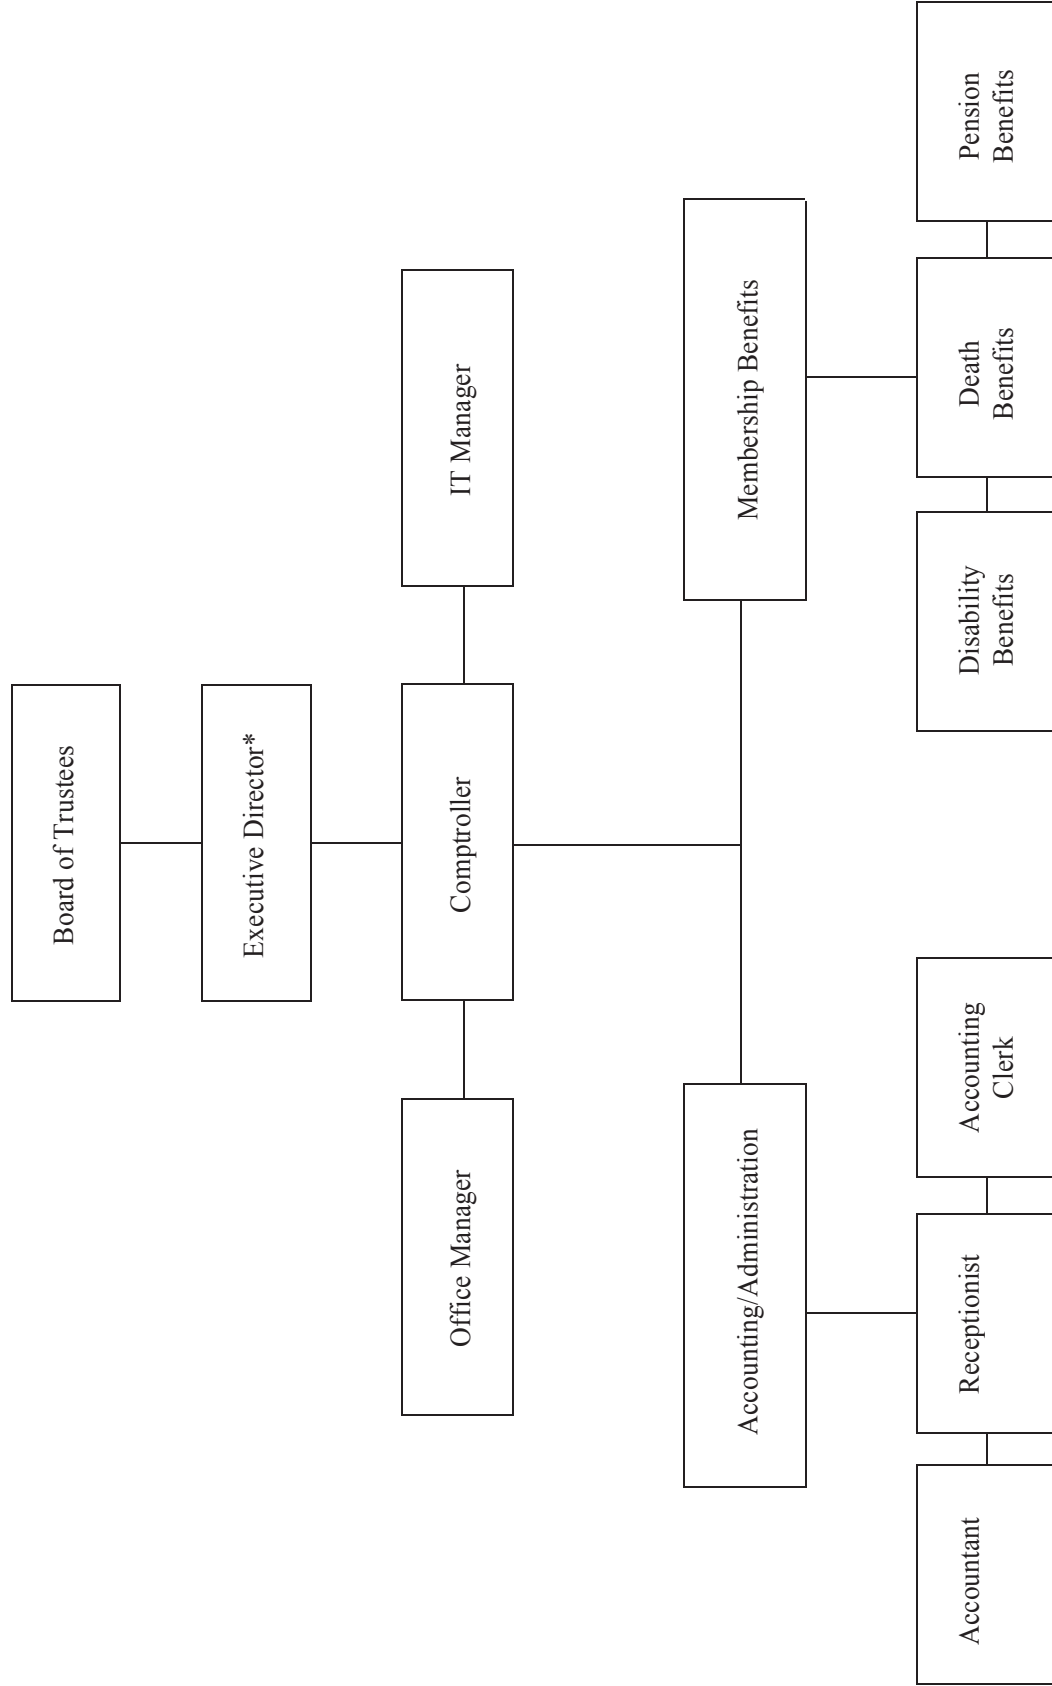 Board of Trustees
Executive Director*
Office Manager
Comptroller
IT Manager
Accounting/Administration
Membership Benefits
Accountant
Receptionist
Accounting
Clerk
Disability
Benefits
Death
Benefits
Pension
Benefits